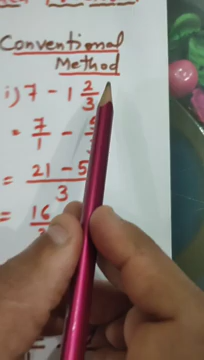 Conventional
Method
i) 7 - 1 2/3
= 7/1 -
= 21 - 5/3
= 16